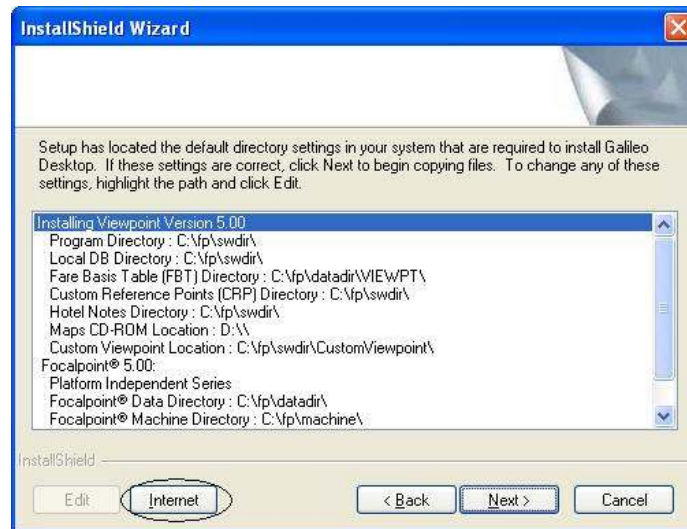 InstallShield Wizard
Setup has located the default directory settings in your system that are required to install Galileo
Desktop. If these settings are correct, click Next to begin copying files. To change any of these
settings, highlight the path and click Edit.
Installing Viewpoint Version 5.00
Program Directory : C:\fp\swdir\
Local DB Directory : C:\fp\swdir\
Fare Basis Table (FBT) Directory : C:\fp\datadir\VIEWPT\
Custom Reference Points (CRP) Directory : C:\fp\swdir\
Hotel Notes Directory : C:\fp\swdir\
Maps CD-ROM Location : D:\\
Custom Viewpoint Location : C:\fp\swdir\CustomViewpoint\
Focalpoint® 5.00:
Platform Independent Series
Focalpoint® Data Directory : C:\fp\datadir\
Focalpoint® Machine Directory : C:\fp\machine\
InstallShield
Edit Internet < Back Next > Cancel